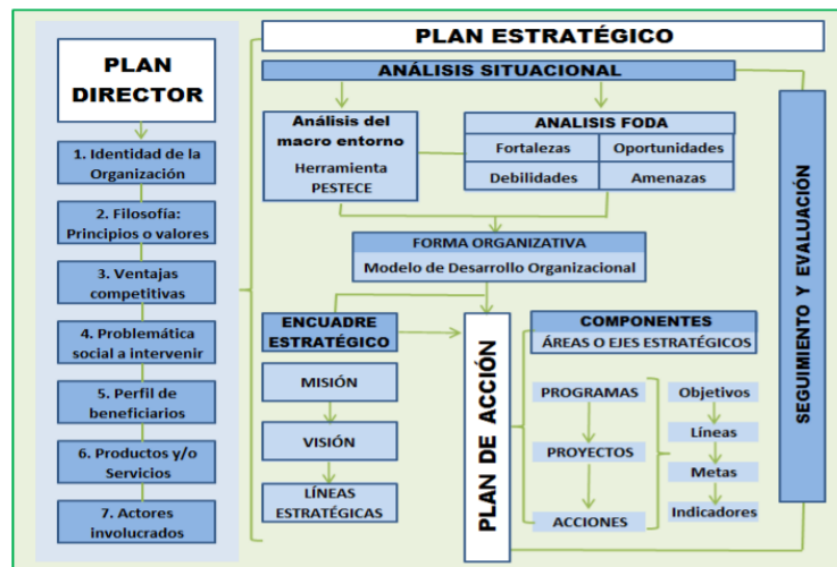 PLAN
DIRECTOR
1. Identidad de la
Organización
2. Filosofía:
Principios o valores
3. Ventajas
competitivas
4. Problemática
social a intervenir
5. Perfil de
beneficiarios
6. Productos y/o
Servicios
7. Actores
involucrados
PLAN ESTRATÉGICO
ANÁLISIS SITUACIONAL
Análisis del
macro entorno
Herramienta
PESTECE
ANALISIS FODA
Fortalezas
Oportunidades
Debilidades
Amenazas
FORMA ORGANIZATIVA
Modelo de Desarrollo Organizacional
ENCUADRE
ESTRATÉGICO
MISIÓN
VISIÓN
LÍNEAS
ESTRATÉGICAS
PLAN DE ACCIÓN
COMPONENTES
ÁREAS O EJES ESTRATÉGICOS
PROGRAMAS
PROYECTOS
ACCIONES
Objetivos
Líneas
Metas
Indicadores
SEGUIMIENTO Y EVALUACIÓN